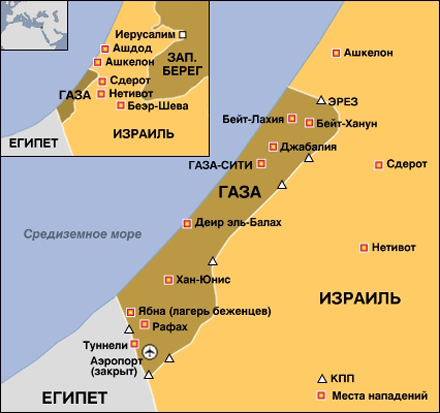 Иерусалим
Ашдод
Ашкелон
ЗАП.
БЕРЕГ
Сдерот
ГАЗА
Нетивот
Беэр-Шева
ИЗРАИЛЬ
ЕГИПЕТ
Ашкелон
ЭРЕЗ
Бейт-Лахия
Бейт-Ханун
Джабалия
ГАЗА-СИТИ
Сдерот
ГАЗА
Деир эль-Балах
Средиземное море
Нетивот
Хан-Юнис
ИЗРАИЛЬ
Ябна (лагерь беженцев)
Рафах
Туннели
Аэропорт
(закрыт)
КПП
ЕГИПЕТ
Места нападений